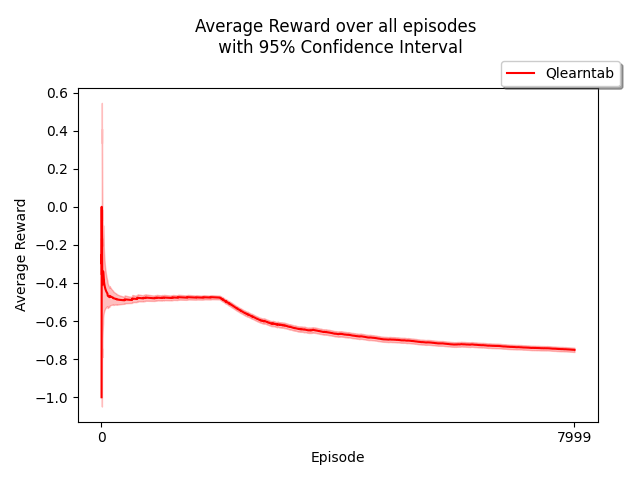 Average Reward over all episodes
with 95% Confidence Interval
Qlearntab
0.6
0.4
0.2
0.0
−0.2
−0.4
−0.6
−0.8
−1.0
Average Reward
0
7999
Episode